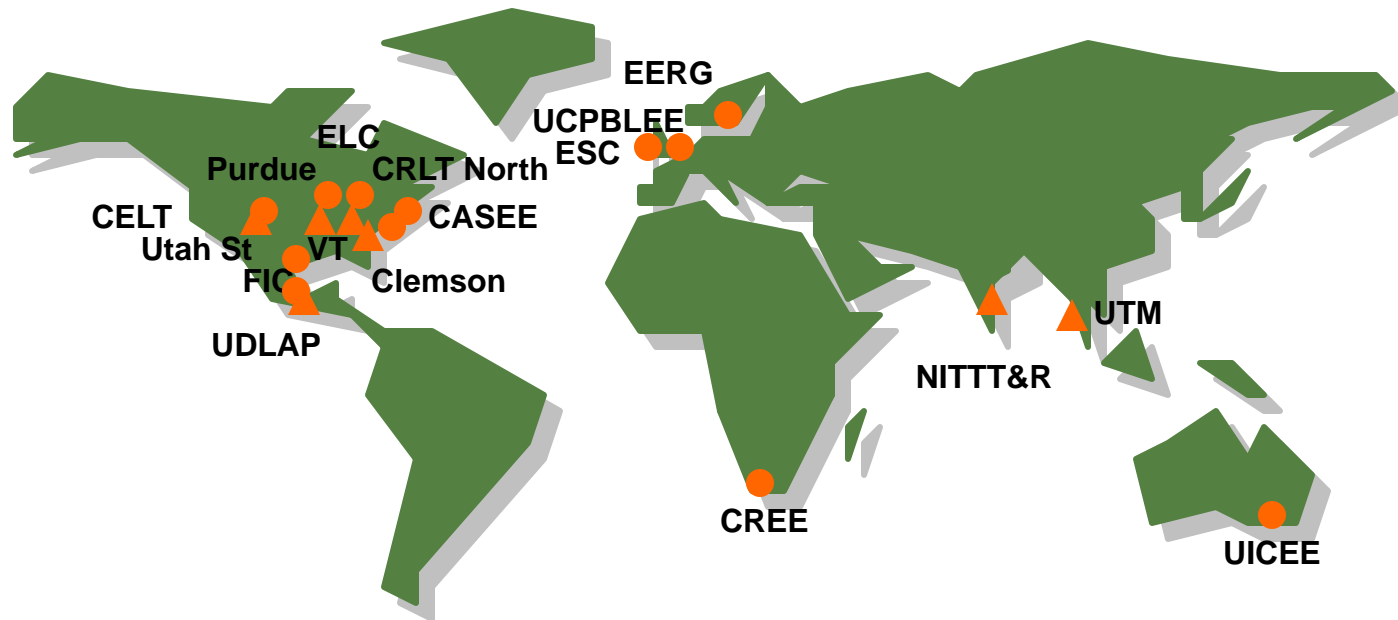 EERG
UCPBLEE
ELC
ESC
Purdue
CRLT North
CELT
CASEE
Utah St
VT
FIC
Clemson
UTM
UDLAP
NITTT&R
CREE
UICEE